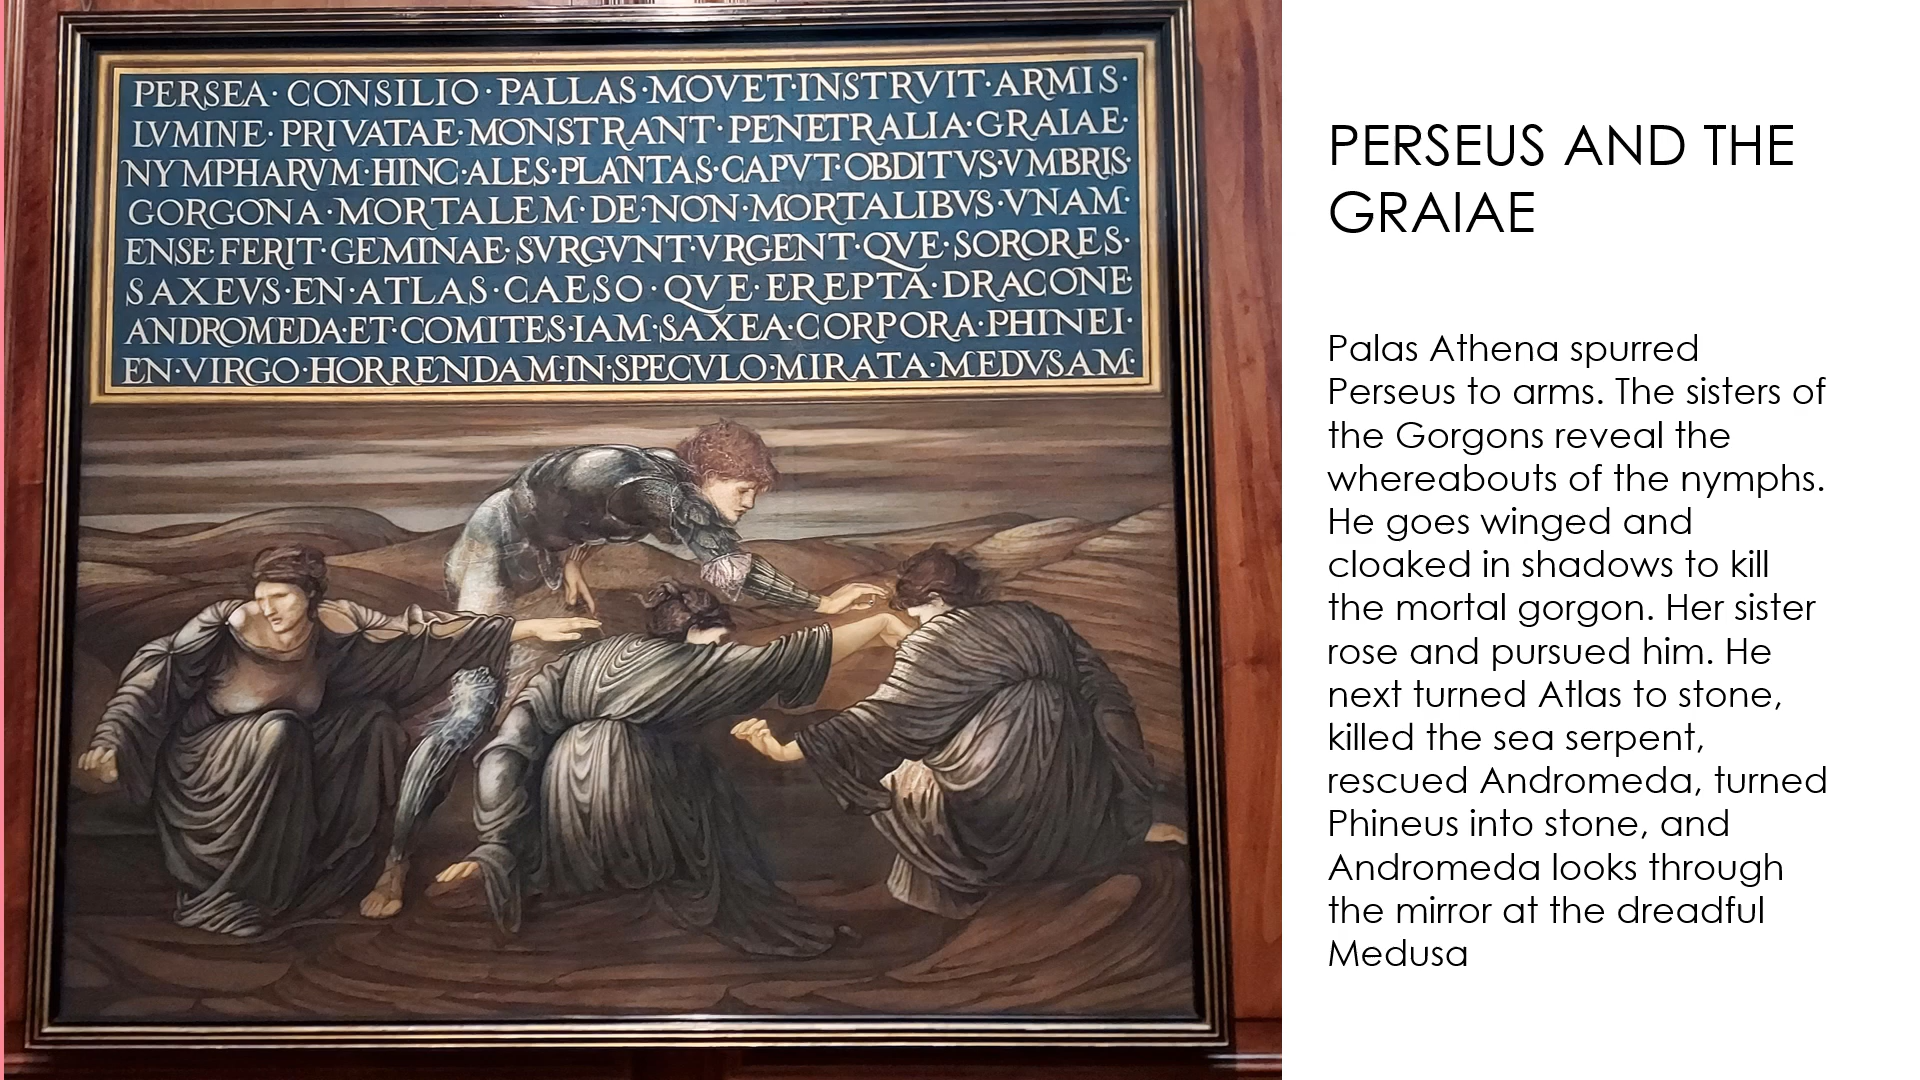 PERSEA · CONSILIO · PALLAS · MOVET · INSTRVIT · ARMIS ·
LVMINE · PRIVATAE · MONSTRANT · PENETRALIA · GRAIAE ·
NYMPHARVM · HINC · ALES · PLANTAS · CAPVT · OBDITVS · VMBRIS ·
GORGONA · MORTALEM · DE · NON · MORTALIBVS · VNAM ·
ENSE · FERIT · GEMINAE · SVRGVNT · VRGENT · QVE · SORORES ·
SAXEVS · EN · ATLAS · CAESO · QVE · EREPTA · DRACONE ·
ANDROMEDA · ET · COMITES · IAM · SAXEA · CORPORA · PHINEI ·
EN · VIRGO · HORRENDAM · IN · SPECVLO · MIRATA · MEDVSAM ·
PERSEUS AND THE
GRAIAE
Palas Athena spurred
Perseus to arms. The sisters of
the Gorgons reveal the
whereabouts of the nymphs.
He goes winged and
cloaked in shadows to kill
the mortal gorgon. Her sister
rose and pursued him. He
next turned Atlas to stone,
killed the sea serpent,
rescued Andromeda, turned
Phineus into stone, and
Andromeda looks through
the mirror at the dreadful
Medusa